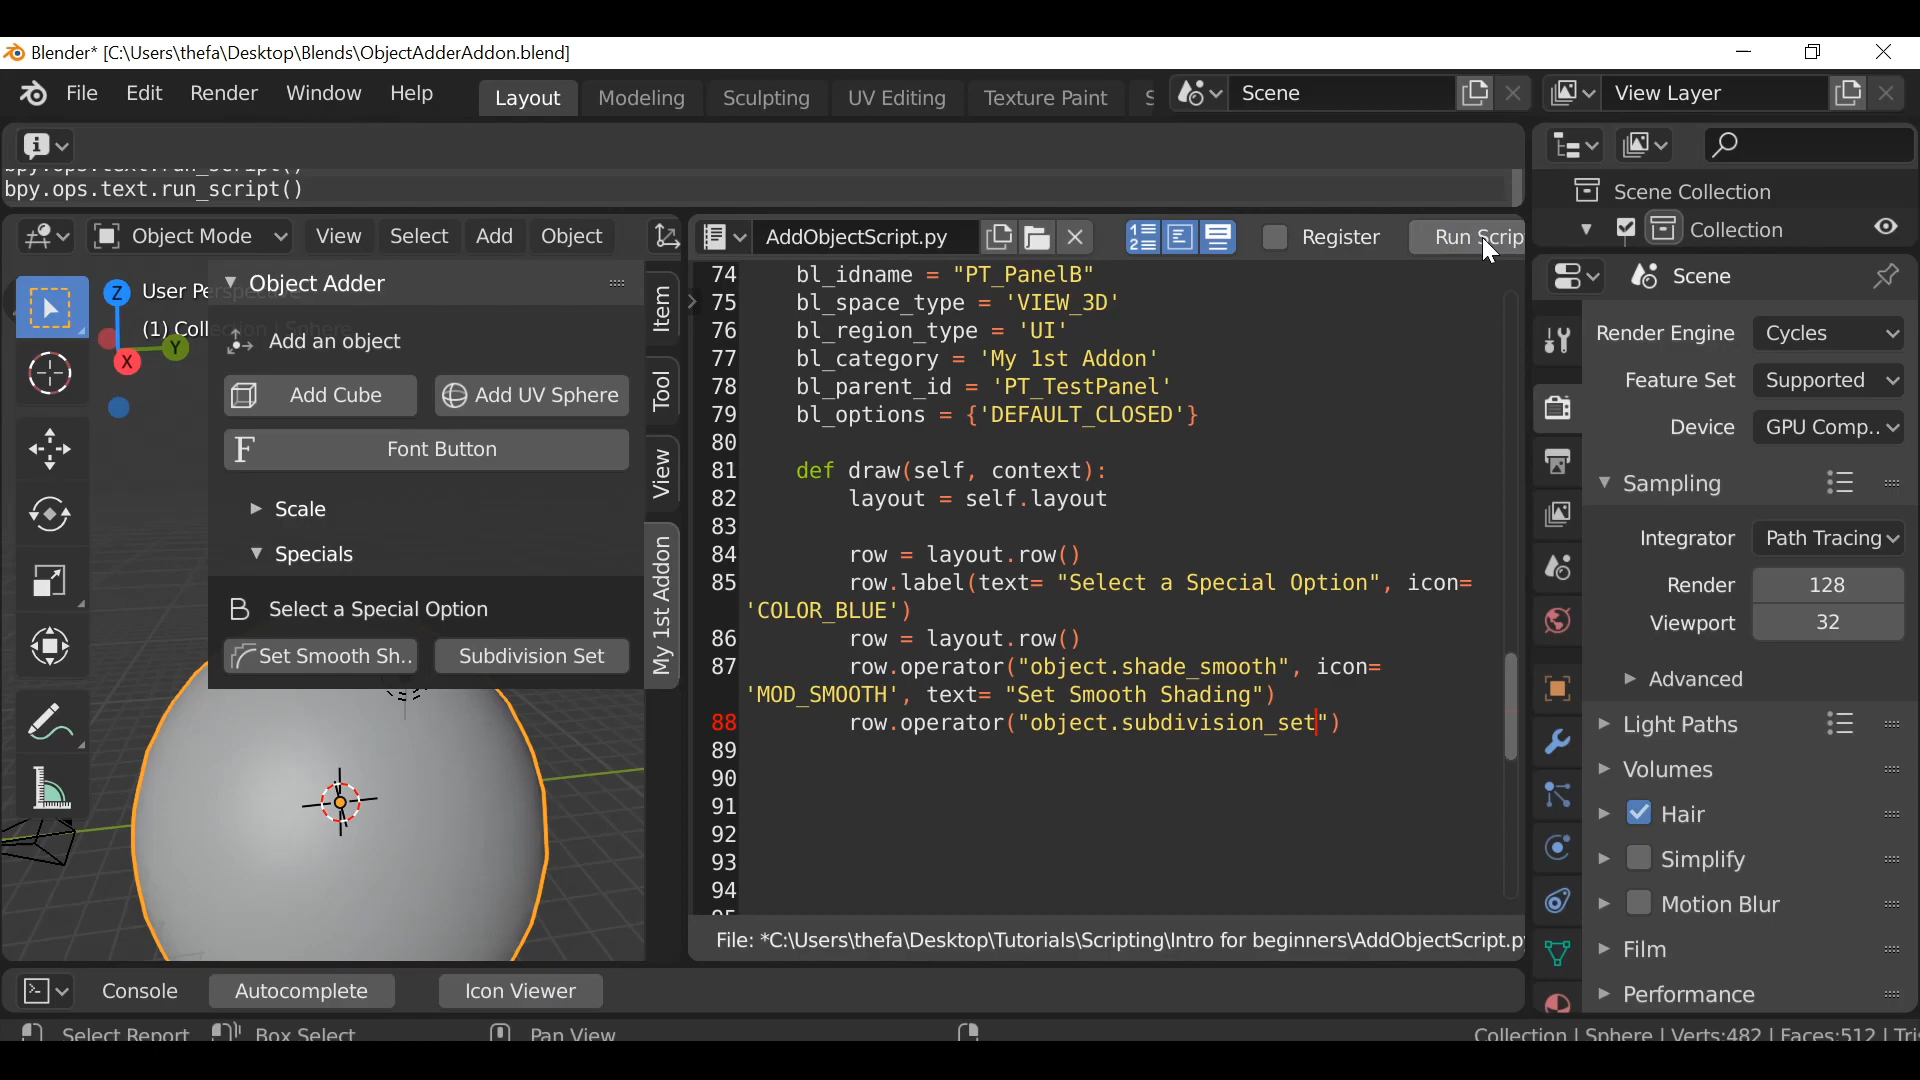 Blender* [C:\Users\thefa\Desktop\Blends\ObjectAdderAddon.blend]
File Edit Render Window Help Layout Modeling Sculpting UV Editing Texture Paint S Scene View Layer
bpy.ops.text.run_script()
bpy.ops.text.run_script()
Scene Collection
Collection
Object Mode View Select Add Object
AddObjectScript.py Register Run Scrip
User Pe
(1) Coll
Z
Y
X
Object Adder
Add an object
Add Cube Add UV Sphere
F Font Button
Scale
Specials
B Select a Special Option
Set Smooth Sh.. Subdivision Set
Item
Tool
View
My 1st Addon
74 bl_idname = "PT_PanelB"
75 bl_space_type = 'VIEW_3D'
76 bl_region_type = 'UI'
77 bl_category = 'My 1st Addon'
78 bl_parent_id = 'PT_TestPanel'
79 bl_options = {'DEFAULT_CLOSED'}
80
81 def draw(self, context):
82 layout = self.layout
83
84 row = layout.row()
85 row.label(text= "Select a Special Option", icon=
'COLOR_BLUE')
86 row = layout.row()
87 row.operator("object.shade_smooth", icon=
'MOD_SMOOTH', text= "Set Smooth Shading")
88 row.operator("object.subdivision_set")
89
90
91
92
93
94
95
File: *C:\Users\thefa\Desktop\Tutorials\Scripting\Intro for beginners\AddObjectScript.p
Scene
Render Engine Cycles
Feature Set Supported
Device GPU Comp..
Sampling
Integrator Path Tracing
Render 128
Viewport 32
Advanced
Light Paths
Volumes
Hair
Simplify
Motion Blur
Film
Performance
Console Autocomplete Icon Viewer
Select Report Box Select Pan View Collection | Sphere | Verts:482 | Faces:512 | Tri